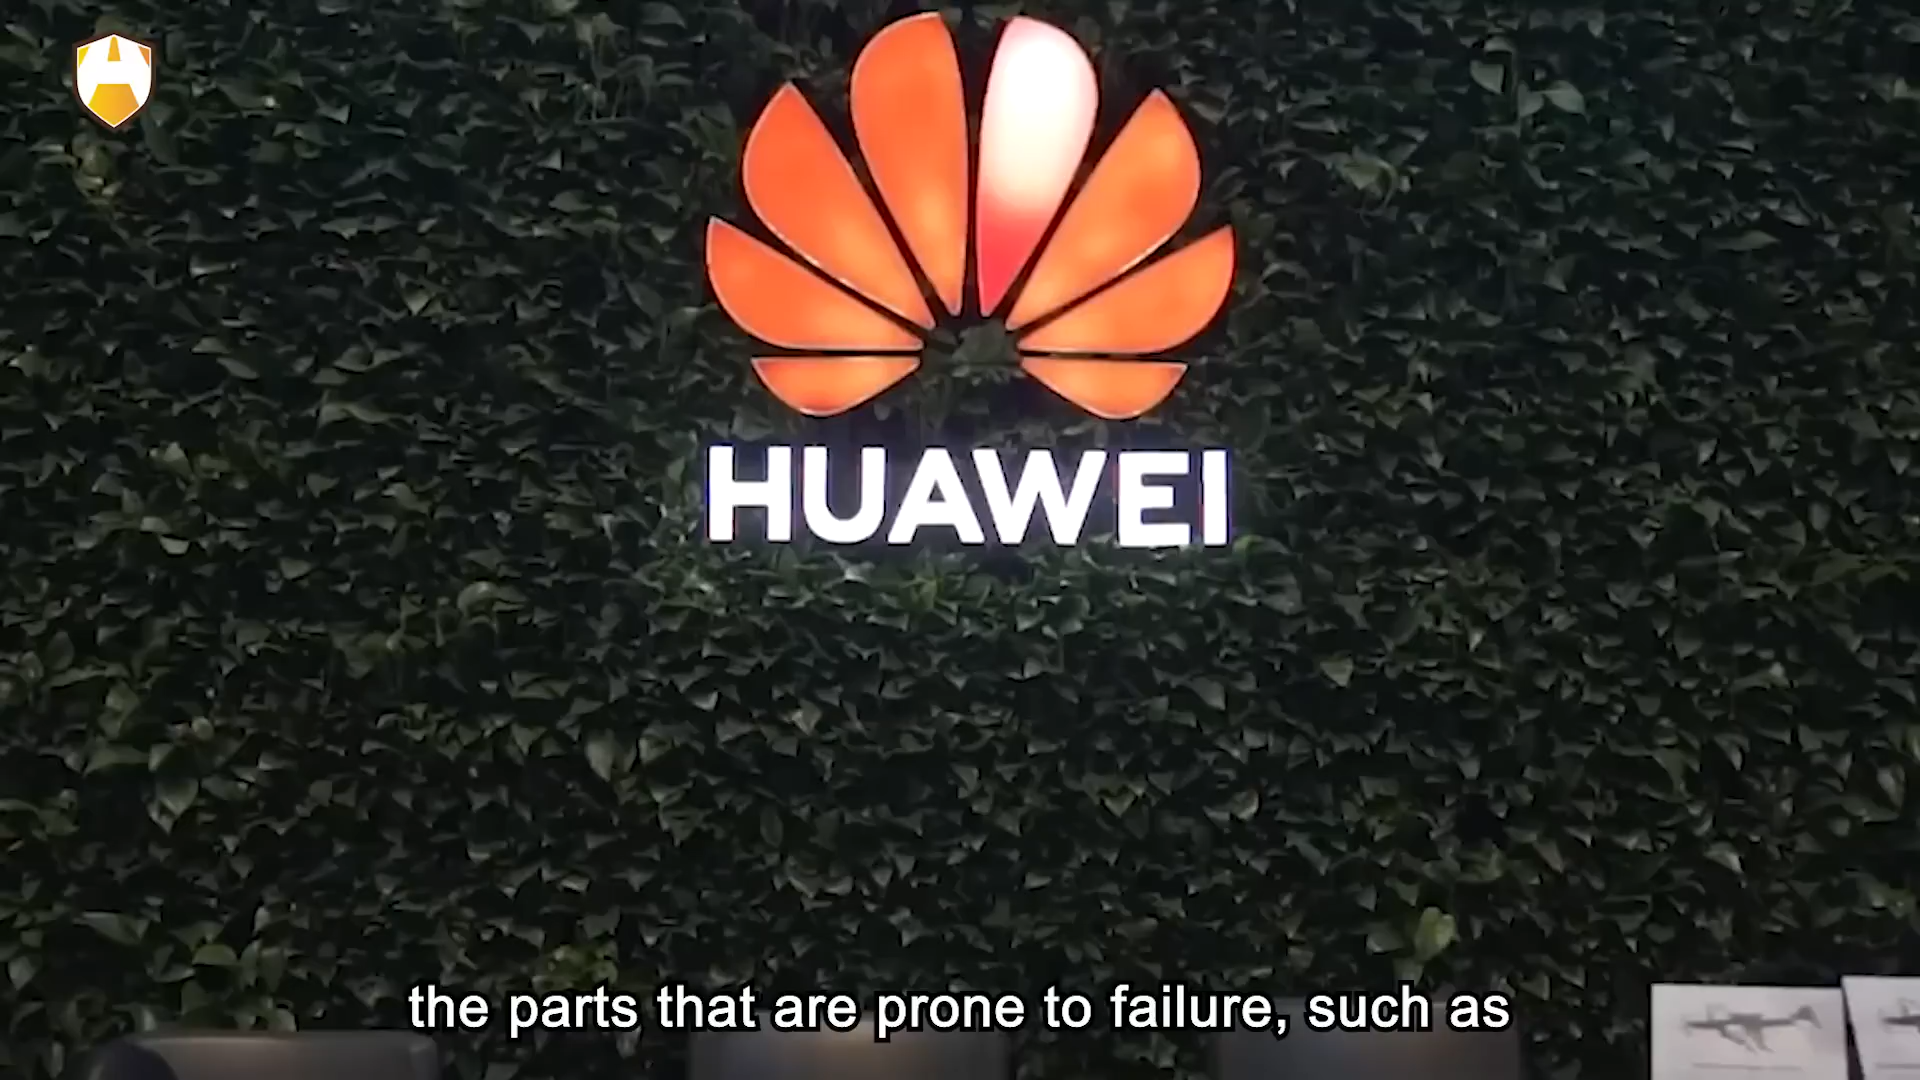 HUAWEI
the parts that are prone to failure, such as